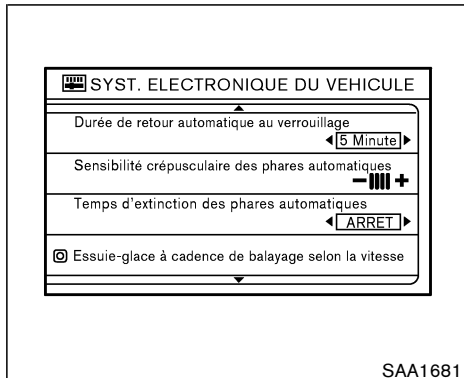 SYST. ELECTRONIQUE DU VEHICULE
Durée de retour automatique au verrouillage
5 Minute
Sensibilité crépusculaire des phares automatiques
Temps d'extinction des phares automatiques
ARRET
Essuie-glace à cadence de balayage selon la vitesse
SAA1681